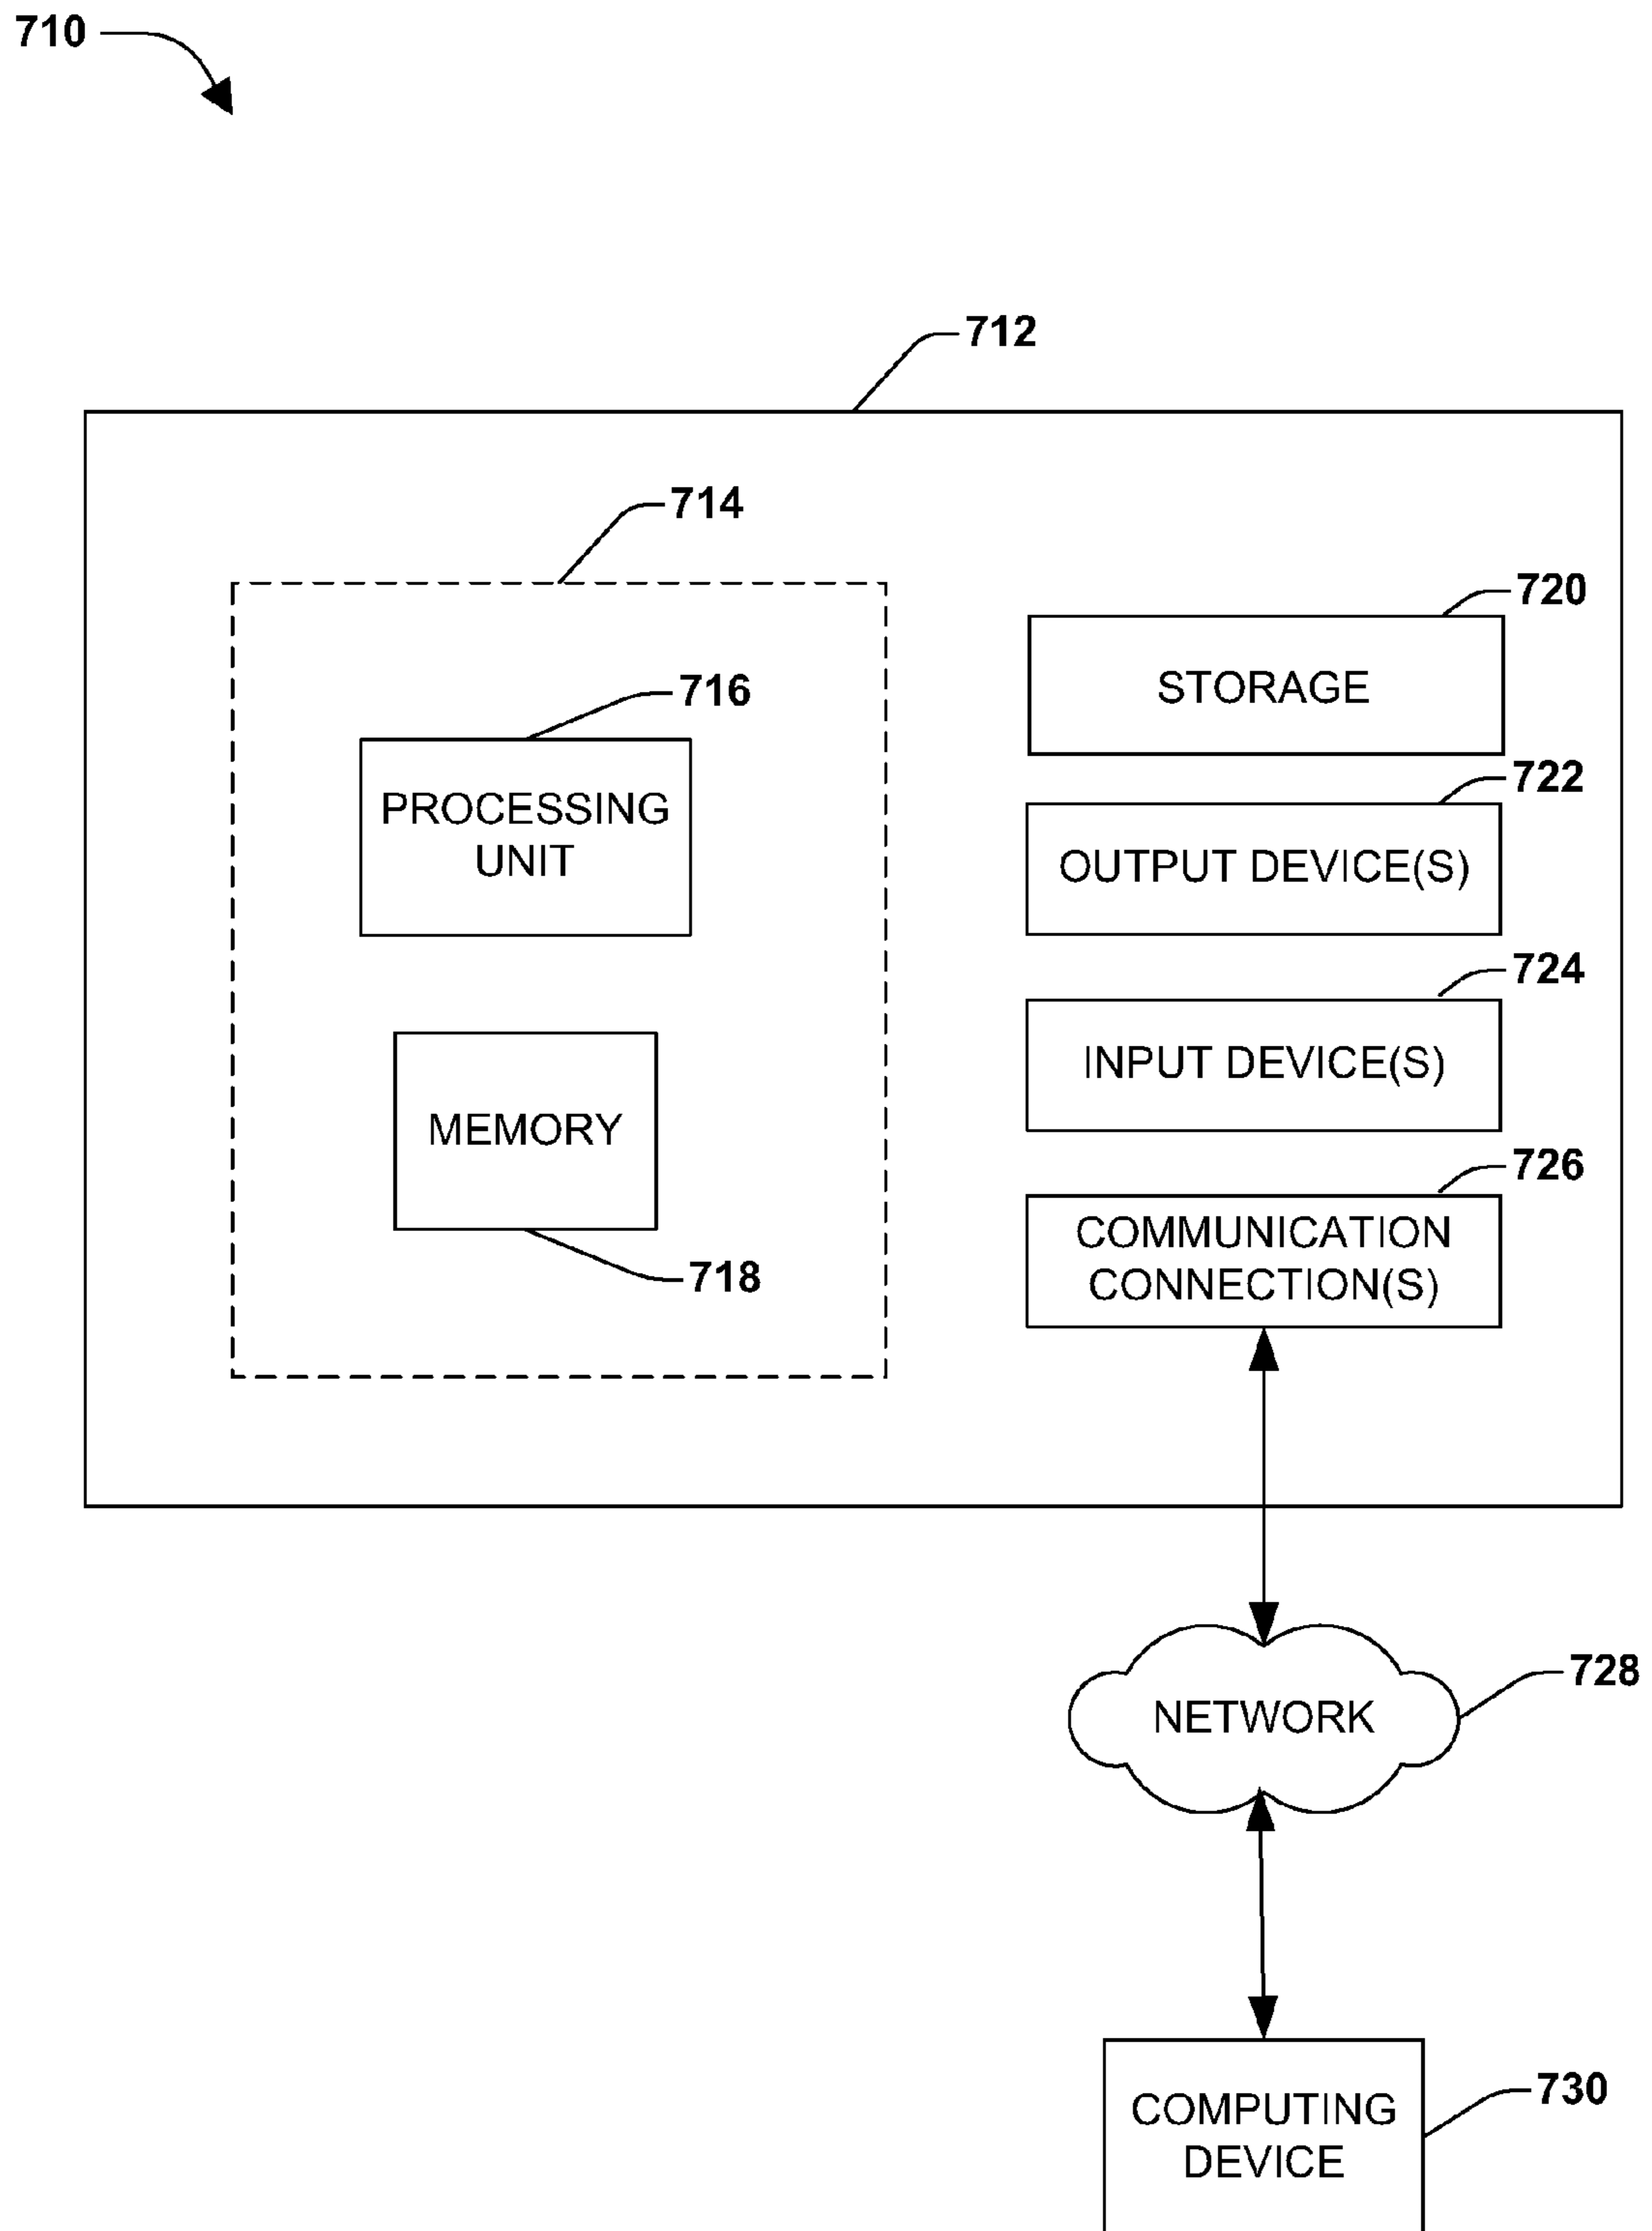 710
712
714
720
716
STORAGE
722
PROCESSING
UNIT
OUTPUT DEVICE(S)
724
INPUT DEVICE(S)
MEMORY
726
COMMUNICATION
CONNECTION(S)
718
728
NETWORK
730
COMPUTING
DEVICE